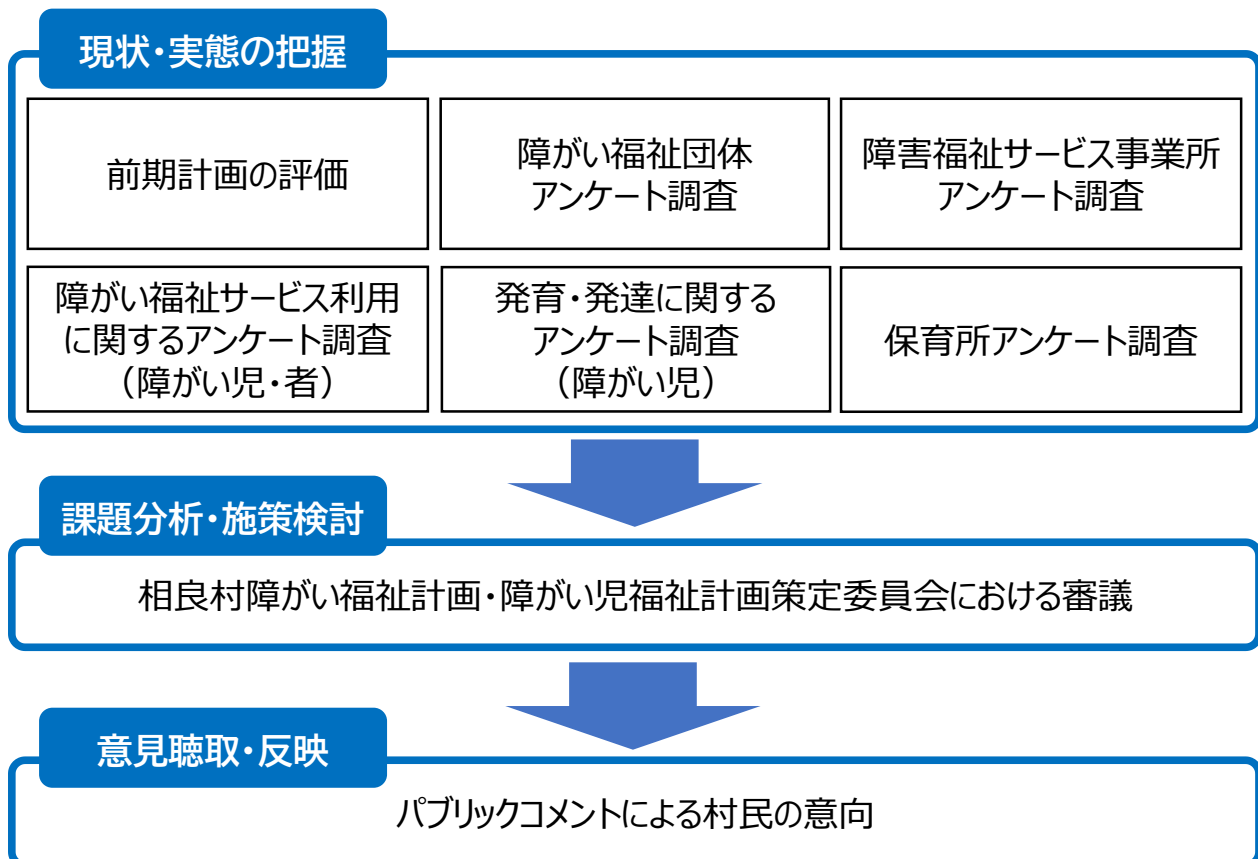 現状・実態の把握
前期計画の評価
障がい福祉団体
アンケート調査
障害福祉サービス事業所
アンケート調査
障がい福祉サービス利用
に関するアンケート調査
（障がい児・者）
発育・発達に関する
アンケート調査
（障がい児）
保育所アンケート調査
課題分析・施策検討
相良村障がい福祉計画・障がい児福祉計画策定委員会における審議
意見聴取・反映
パブリックコメントによる村民の意向